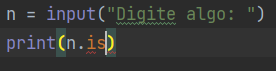 n = input("Digite algo: ")
print(n.is)